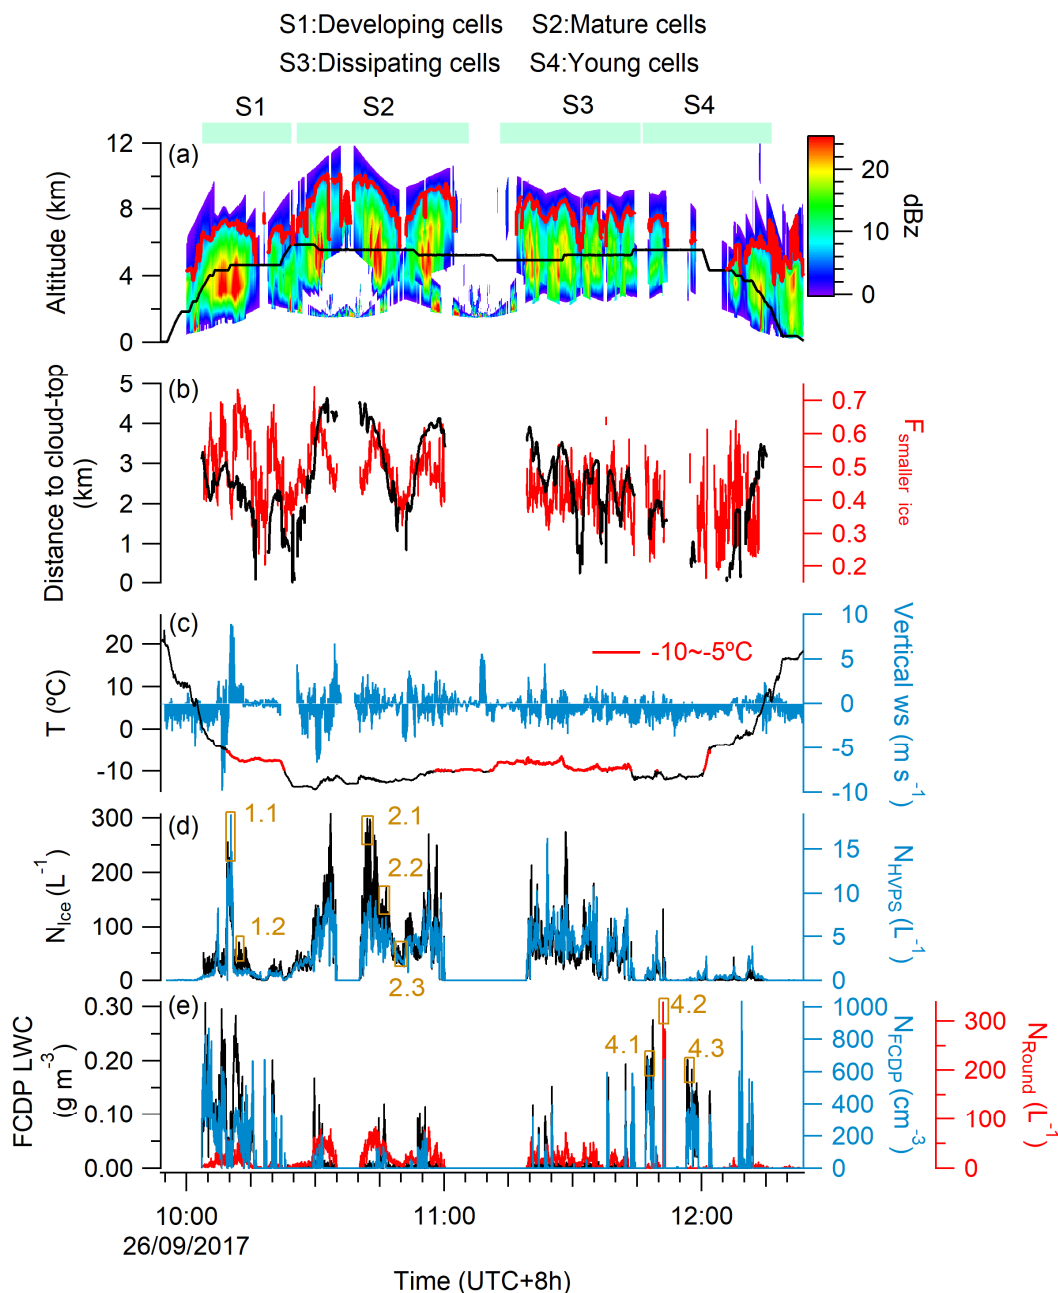 S1:Developing cells S2:Mature cells
S3:Dissipating cells S4:Young cells
S1 S2 S3 S4
(a)
Altitude (km)
12
8
4
0
dBz
20
10
0
(b)
Distance to cloud-top
(km)
5
4
3
2
1
0
F smaller ice
0.7
0.6
0.5
0.4
0.3
0.2
(c)
T (ºC)
20
10
0
-10
-10~-5ºC
Vertical ws (m s-1)
10
5
0
-5
-10
(d)
NIce (L-1)
300
200
100
0
1.1
1.2
2.1
2.2
2.3
NHVPS (L-1)
15
10
5
0
(e)
FCDP LWC
(g m-3)
0.30
0.20
0.10
0.00
4.1
4.2
4.3
NFCDP (cm-3)
1000
800
600
400
200
0
NRound (L-1)
300
200
100
0
10:00 11:00 12:00
26/09/2017
Time (UTC+8h)